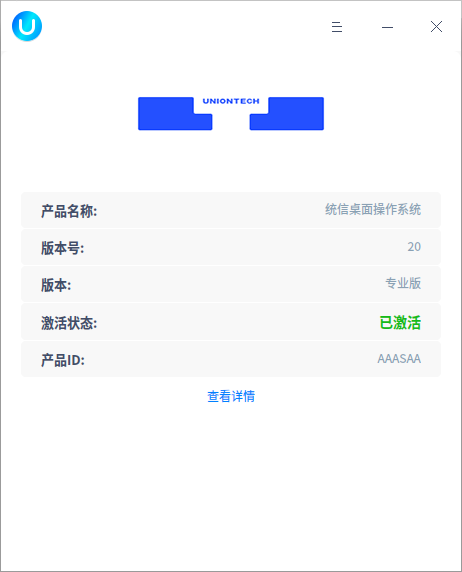 UNIONTECH
产品名称: 统信桌面操作系统
版本号: 20
版本: 专业版
激活状态: 已激活
产品ID: AAASAA
查看详情